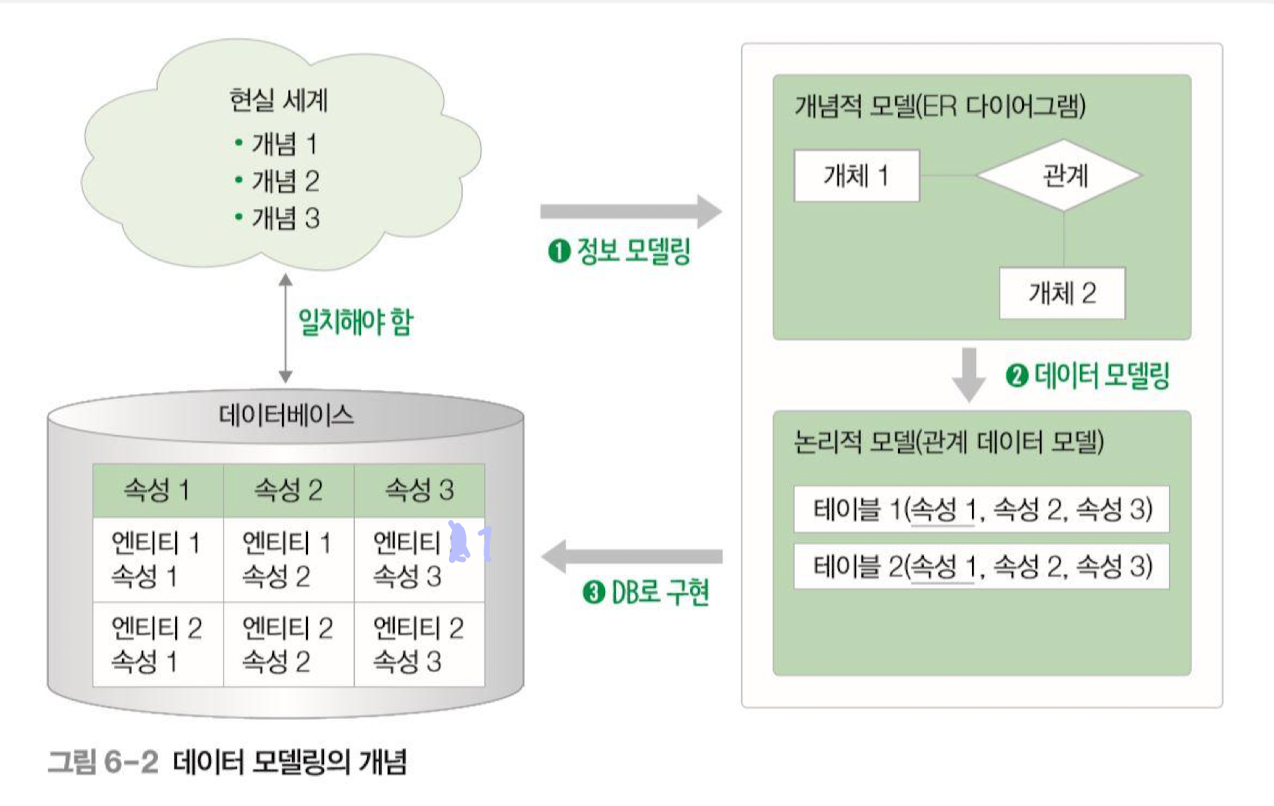 현실 세계
• 개념 1
• 개념 2
• 개념 3
❶ 정보 모델링
개념적 모델(ER 다이어그램)
개체 1
관계
개체 2
일치해야 함
❷ 데이터 모델링
데이터베이스
속성 1
속성 2
속성 3
엔티티 1
속성 1
엔티티 1
속성 2
엔티티 1
속성 3
엔티티 2
속성 1
엔티티 2
속성 2
엔티티 2
속성 3
❸ DB로 구현
논리적 모델(관계 데이터 모델)
테이블 1(속성 1, 속성 2, 속성 3)
테이블 2(속성 1, 속성 2, 속성 3)
그림 6-2 데이터 모델링의 개념